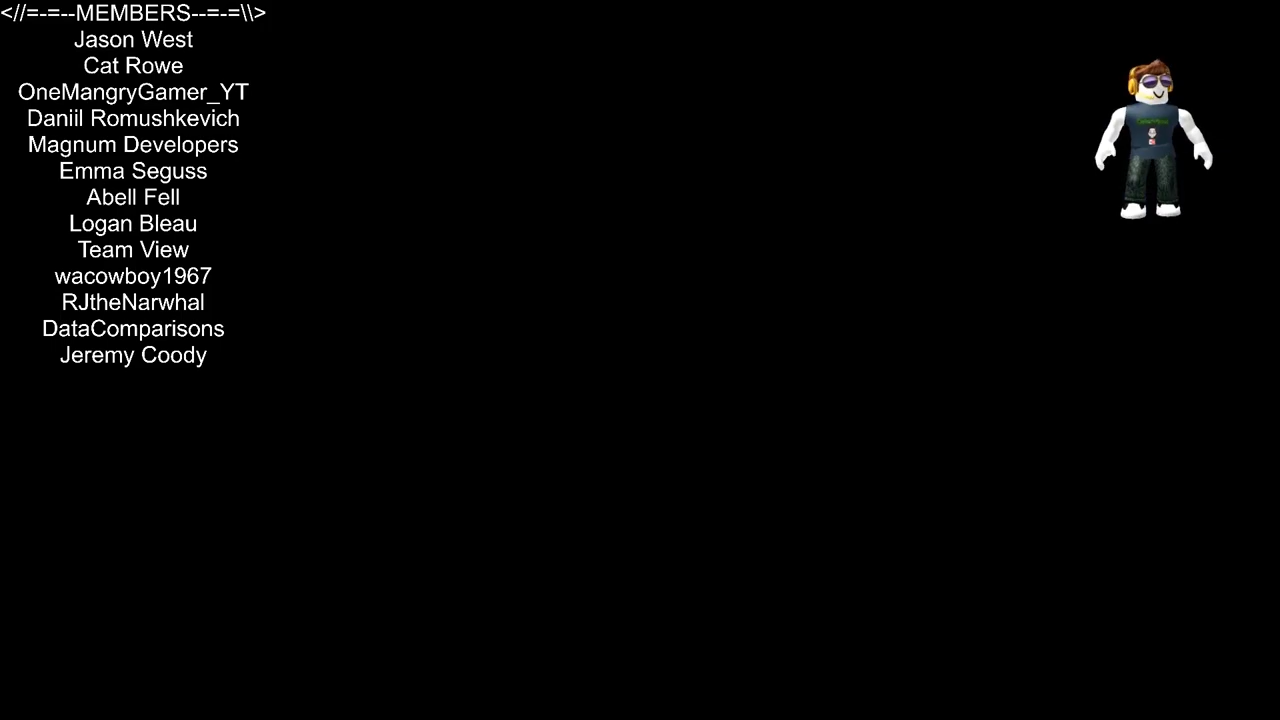 <//=-=--MEMBERS--=-=\\>
Jason West
Cat Rowe
OneMangryGamer_YT
Daniil Romushkevich
Magnum Developers
Emma Seguss
Abell Fell
Logan Bleau
Team View
wacowboy1967
RJtheNarwhal
DataComparisons
Jeremy Coody